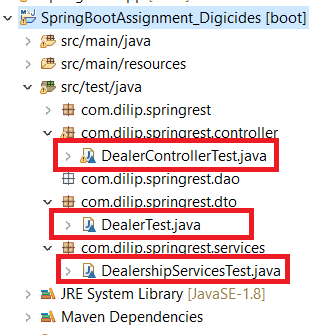 SpringBootAssignment_Digicides [boot]
src/main/java
src/main/resources
src/test/java
com.dilip.springrest
com.dilip.springrest.controller
DealerControllerTest.java
com.dilip.springrest.dao
com.dilip.springrest.dto
DealerTest.java
com.dilip.springrest.services
DealershipServicesTest.java
JRE System Library [JavaSE-1.8]
Maven Dependencies